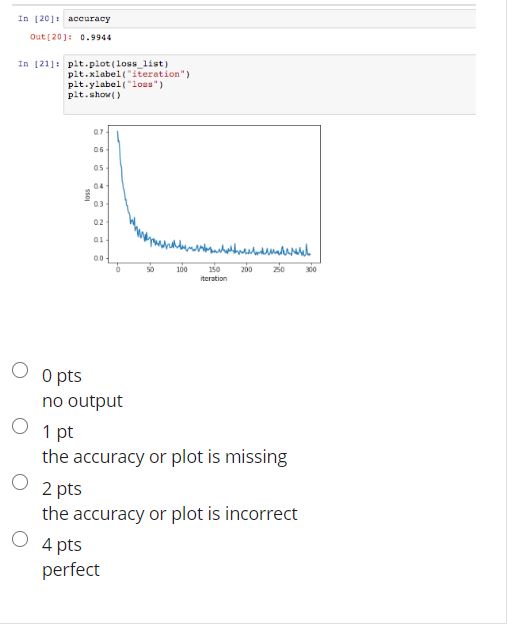 In [20]: accuracy
Out[20]: 0.9944
In [21]: plt.plot(loss_list)
plt.xlabel("iteration")
plt.ylabel("loss")
plt.show()
0.7
0.6
0.5
0.4
0.3
0.2
0.1
0.0
loss
0 50 100 150 200 250 300
iteration
0 pts
no output
1 pt
the accuracy or plot is missing
2 pts
the accuracy or plot is incorrect
4 pts
perfect